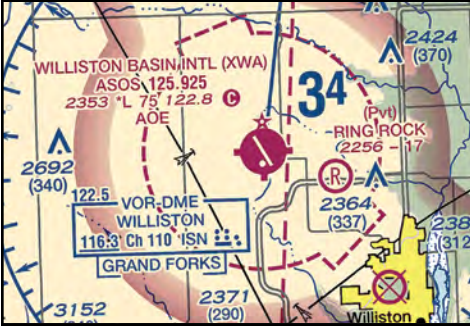 2424
(370)
WILLISTON BASIN INTL (XWA)
ASOS 125.925
2353 *L 75 122.8 C
AOE
34
(Pvt)
RING ROCK
2256 - 17
R
2692
(340)
2364
(337)
122.5
VOR-DME
WILLISTON
116.3 Ch 110 ISN
GRAND FORKS
238
(312
3152
2371
(290)
Williston